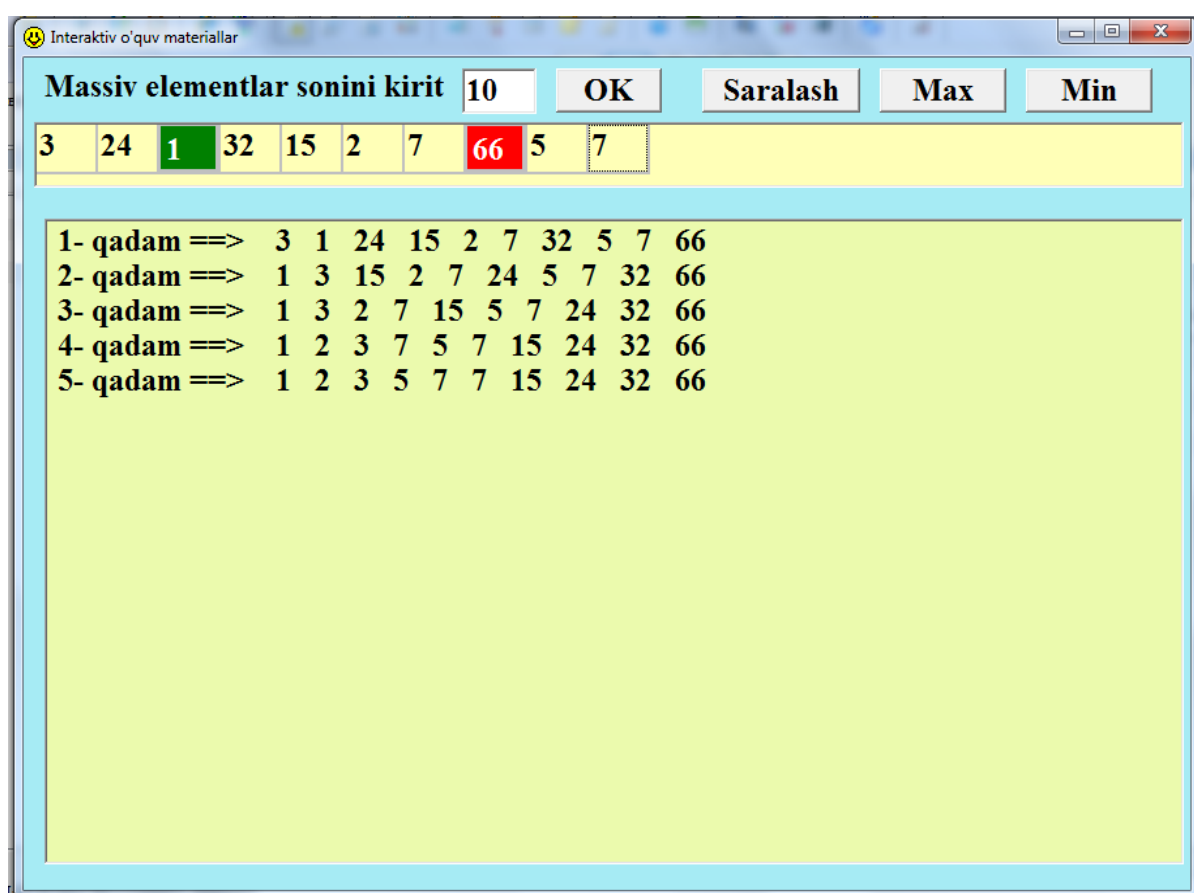 Interaktiv o'quv materiallar
Massiv elementlar sonini kirit 10 OK Saralash Max Min
3 24 1 32 15 2 7 66 5 7
1- qadam ==> 3 1 24 15 2 7 32 5 7 66
2- qadam ==> 1 3 15 2 7 24 5 7 32 66
3- qadam ==> 1 3 2 7 15 5 7 24 32 66
4- qadam ==> 1 2 3 7 5 7 15 24 32 66
5- qadam ==> 1 2 3 5 7 7 15 24 32 66